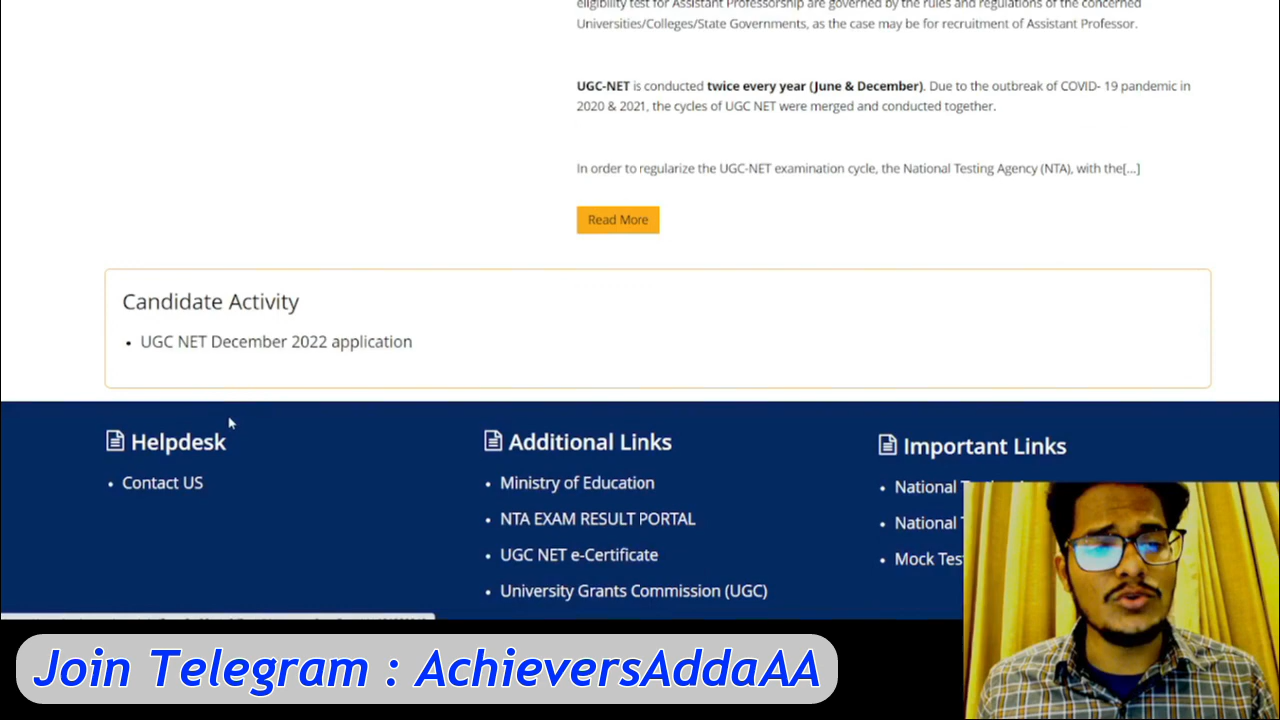 eligibility test for Assistant Professorship are governed by the rules and regulations of the concerned
Universities/Colleges/State Governments, as the case may be for recruitment of Assistant Professor.
UGC-NET is conducted twice every year (June & December). Due to the outbreak of COVID- 19 pandemic in
2020 & 2021, the cycles of UGC NET were merged and conducted together.
In order to regularize the UGC-NET examination cycle, the National Testing Agency (NTA), with the[...]
Read More
Candidate Activity
• UGC NET December 2022 application
Helpdesk
• Contact US
Additional Links
• Ministry of Education
• NTA EXAM RESULT PORTAL
• UGC NET e-Certificate
• University Grants Commission (UGC)
Important Links
• National
• National
• Mock
Join Telegram : AchieversAddaAA